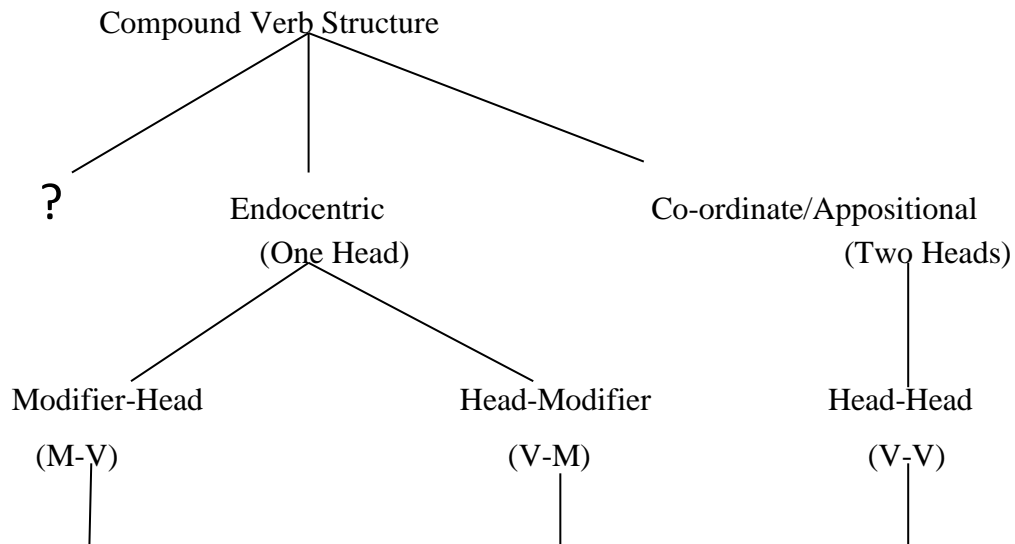 Compound Verb Structure
?
Endocentric
Co-ordinate/Appositional
(One Head)
(Two Heads)
Modifier-Head
Head-Modifier
Head-Head
(M-V)
(V-M)
(V-V)